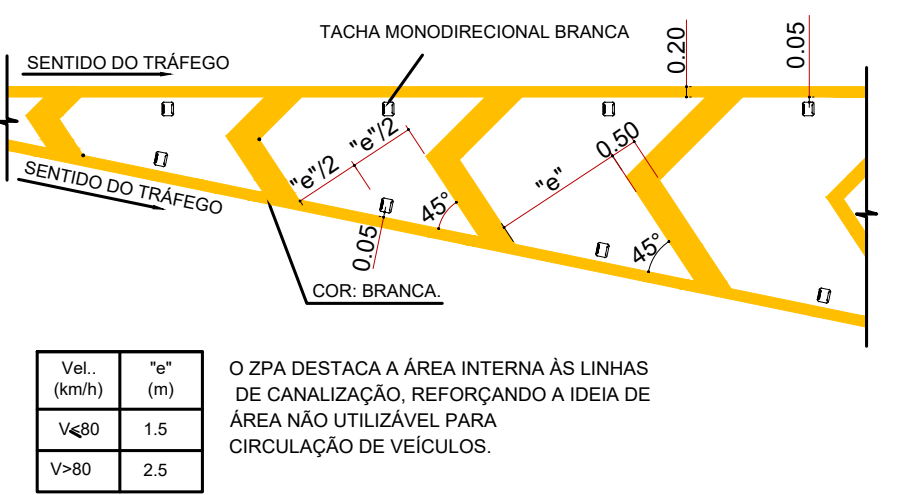 TACHA MONODIRECIONAL BRANCA
0.20
0.05
SENTIDO DO TRÁFEGO
"e"/2
"e"/2
0.50
"e"
SENTIDO DO TRÁFEGO
45°
45°
0.05
COR: BRANCA.
Vel.. "e"
(km/h) (m)
V≤80 1.5
V>80 2.5
O ZPA DESTACA A ÁREA INTERNA ÀS LINHAS
DE CANALIZAÇÃO, REFORÇANDO A IDEIA DE
ÁREA NÃO UTILIZÁVEL PARA
CIRCULAÇÃO DE VEÍCULOS.